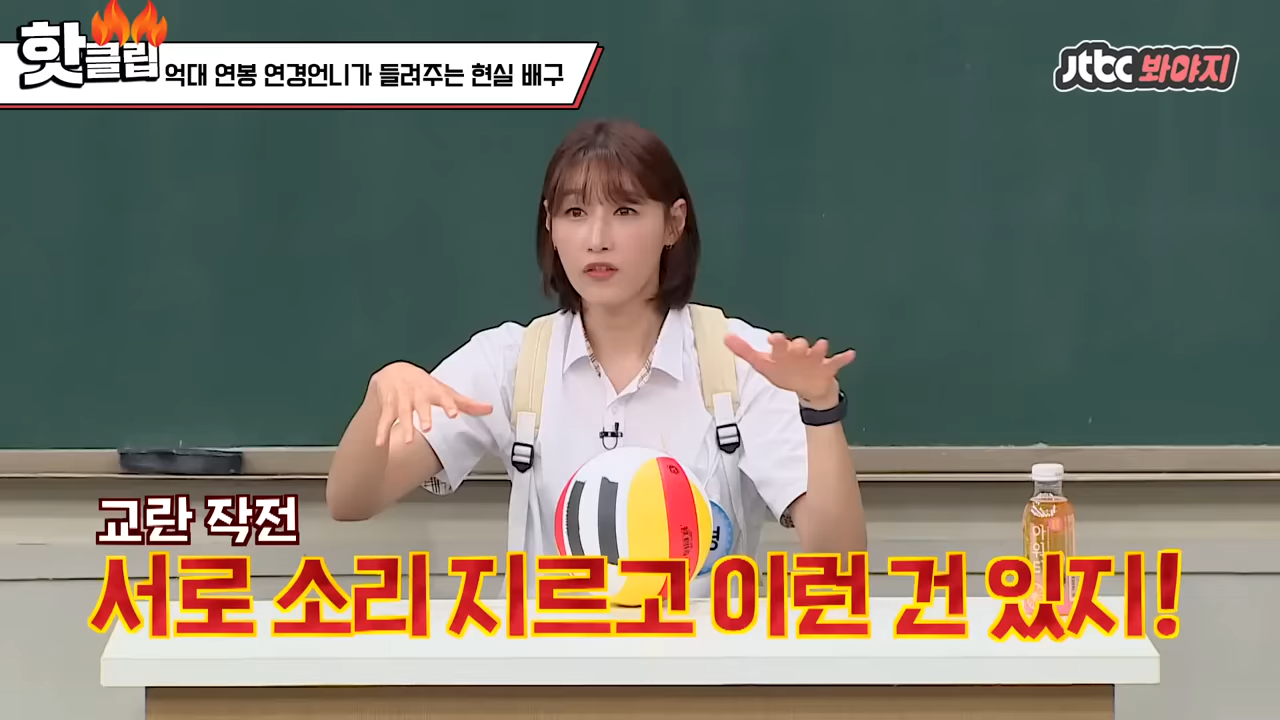 핫클립
억대 연봉 연경언니가 들려주는 현실 배구
jtbc 봐야지
교란 작전
서로 소리 지르고 이런 건 있지!